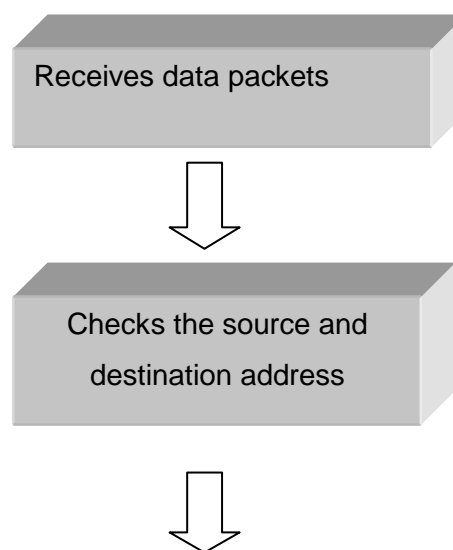 Receives data packets
Checks the source and
destination address